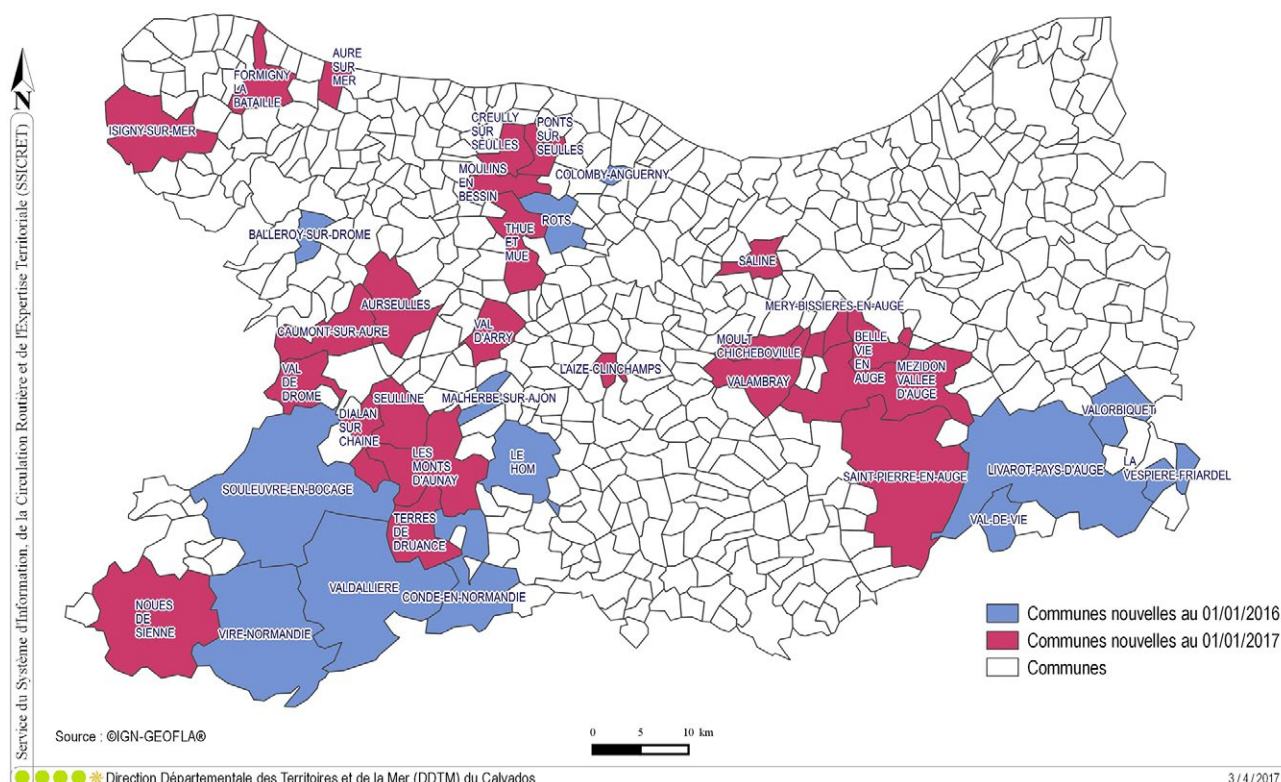 AURE
SUR
MER
FORMIGNY
LA
BATAILLE
ISIGNY-SUR-MER
CREULLY
SUR
SEULLES
PONTS
SUR
SEULLES
MOULINS
EN
BESSIN
COLOMBY-ANGUERNY
BALLEROY-SUR-DROME
ROTS
THUE
ET
MUE
SALINE
AURSEULLES
CAUMONT-SUR-AURE
VAL
D'ARRY
MERY-BISSIERES-EN-AUGE
MOULT
CHICHEBOVILLE
BELLE
VIE
EN
AUGE
MEZIDON
VALLEE
D'AUGE
VAL
DE
DROME
LAIZE-CLINCHAMPS
VALAMBRAY
SEULLINE
MALHERBE-SUR-AJON
DIALAN
SUR
CHAINE
VALORBIQUET
LES
MONTS
D'AUNAY
LE
HOM
LA
VESPIERE-FRIARDEL
SAINT-PIERRE-EN-AUGE
LIVAROT-PAYS-D'AUGE
SOULEUVRE-EN-BOCAGE
TERRES
DE
DRUANCE
VAL-DE-VIE
VALDALLIERE
CONDE-EN-NORMANDIE
NOUES
DE
SIENNE
VIRE-NORMANDIE
Communes nouvelles au 01/01/2016
Communes nouvelles au 01/01/2017
Communes
N
Service du Système d'Information, de la Circulation Routière et de l'Expertise Territoriale (SSICRET)
Source : ©IGN-GEOFLA®
0 5 10 km
Direction Départementale des Territoires et de la Mer (DDTM) du Calvados
3/4/2017